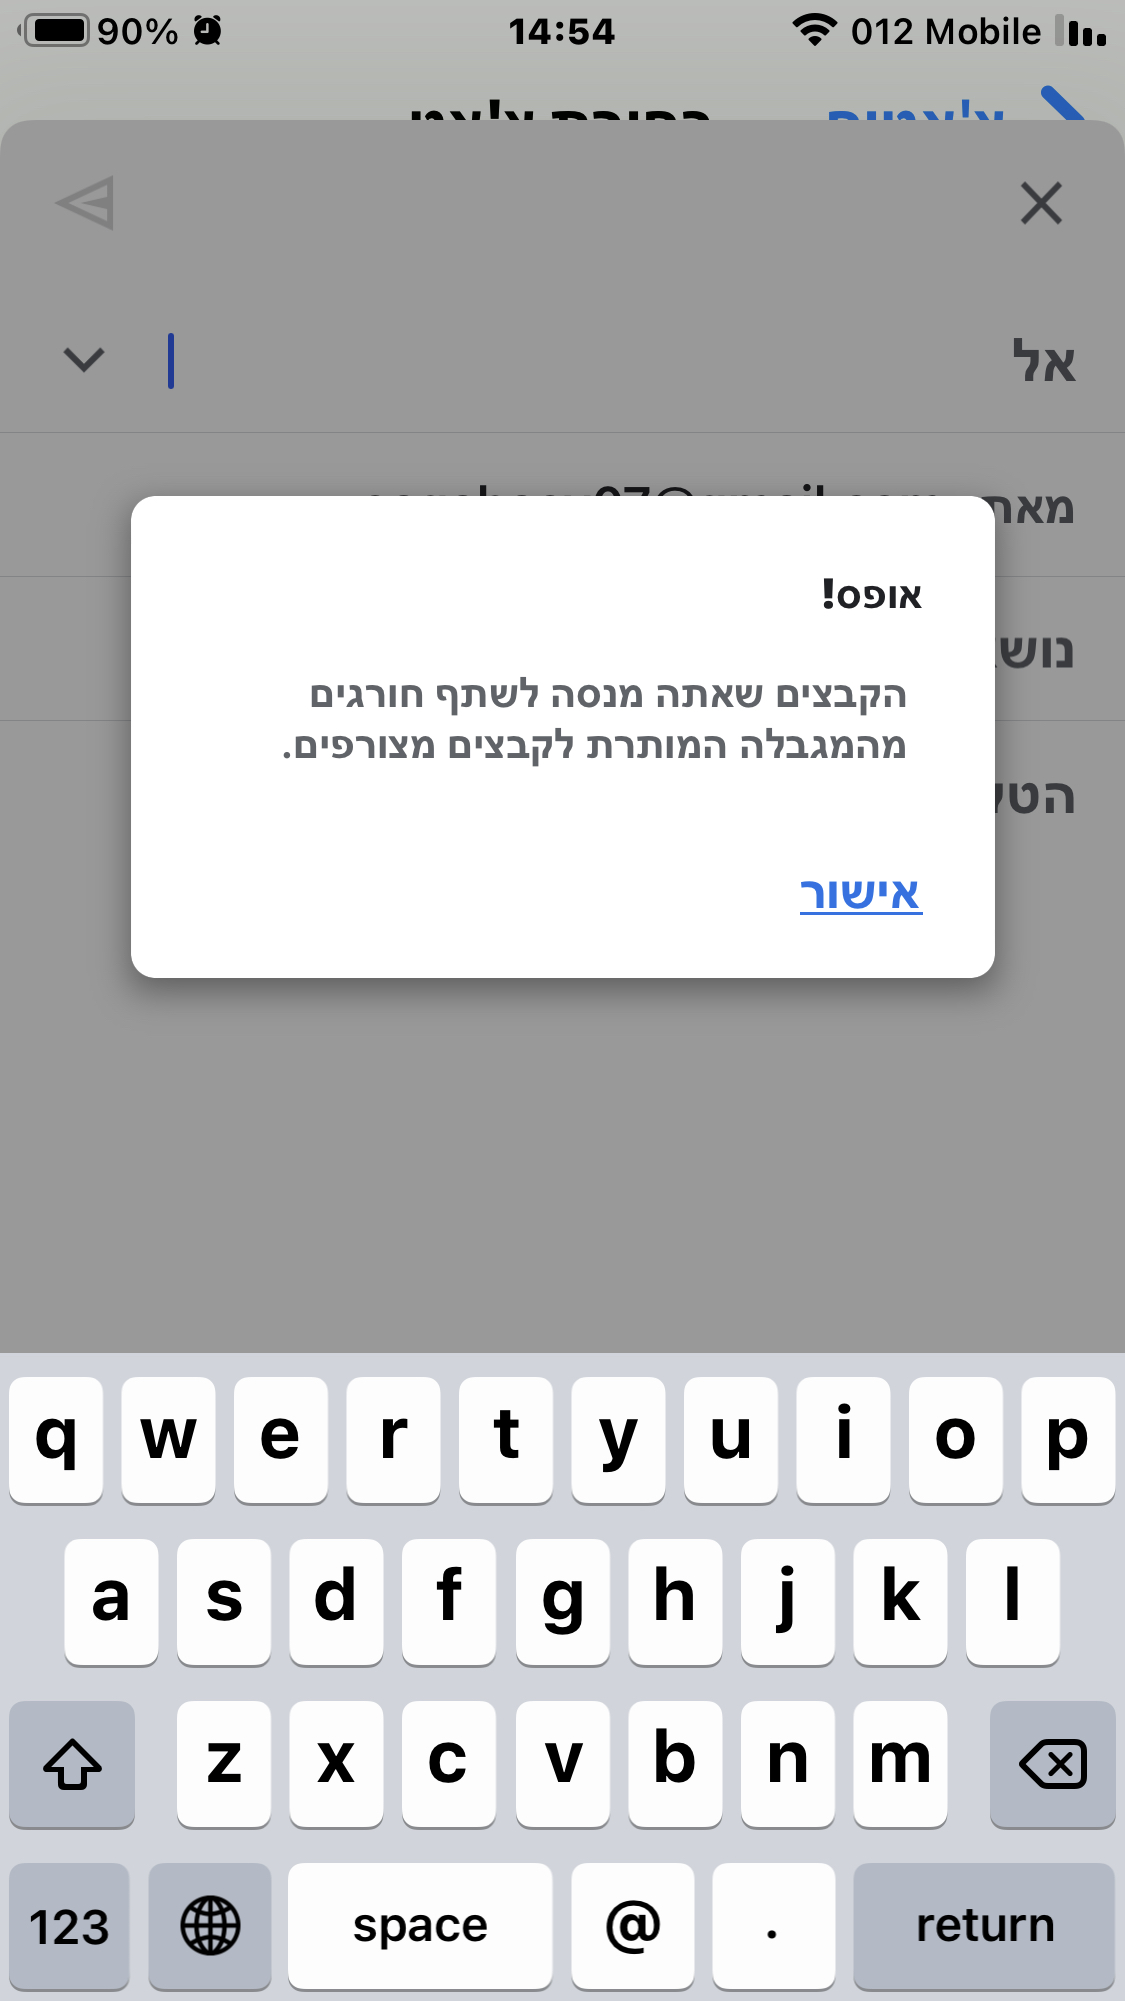 90%
14:54
012 Mobile
אל
אופס!
הקבצים שאתה מנסה לשתף חורגים
מהמגבלה המותרת לקבצים מצורפים.
אישור
q w e r t y u i o p
a s d f g h j k l
z x c v b n m
123 space @ . return